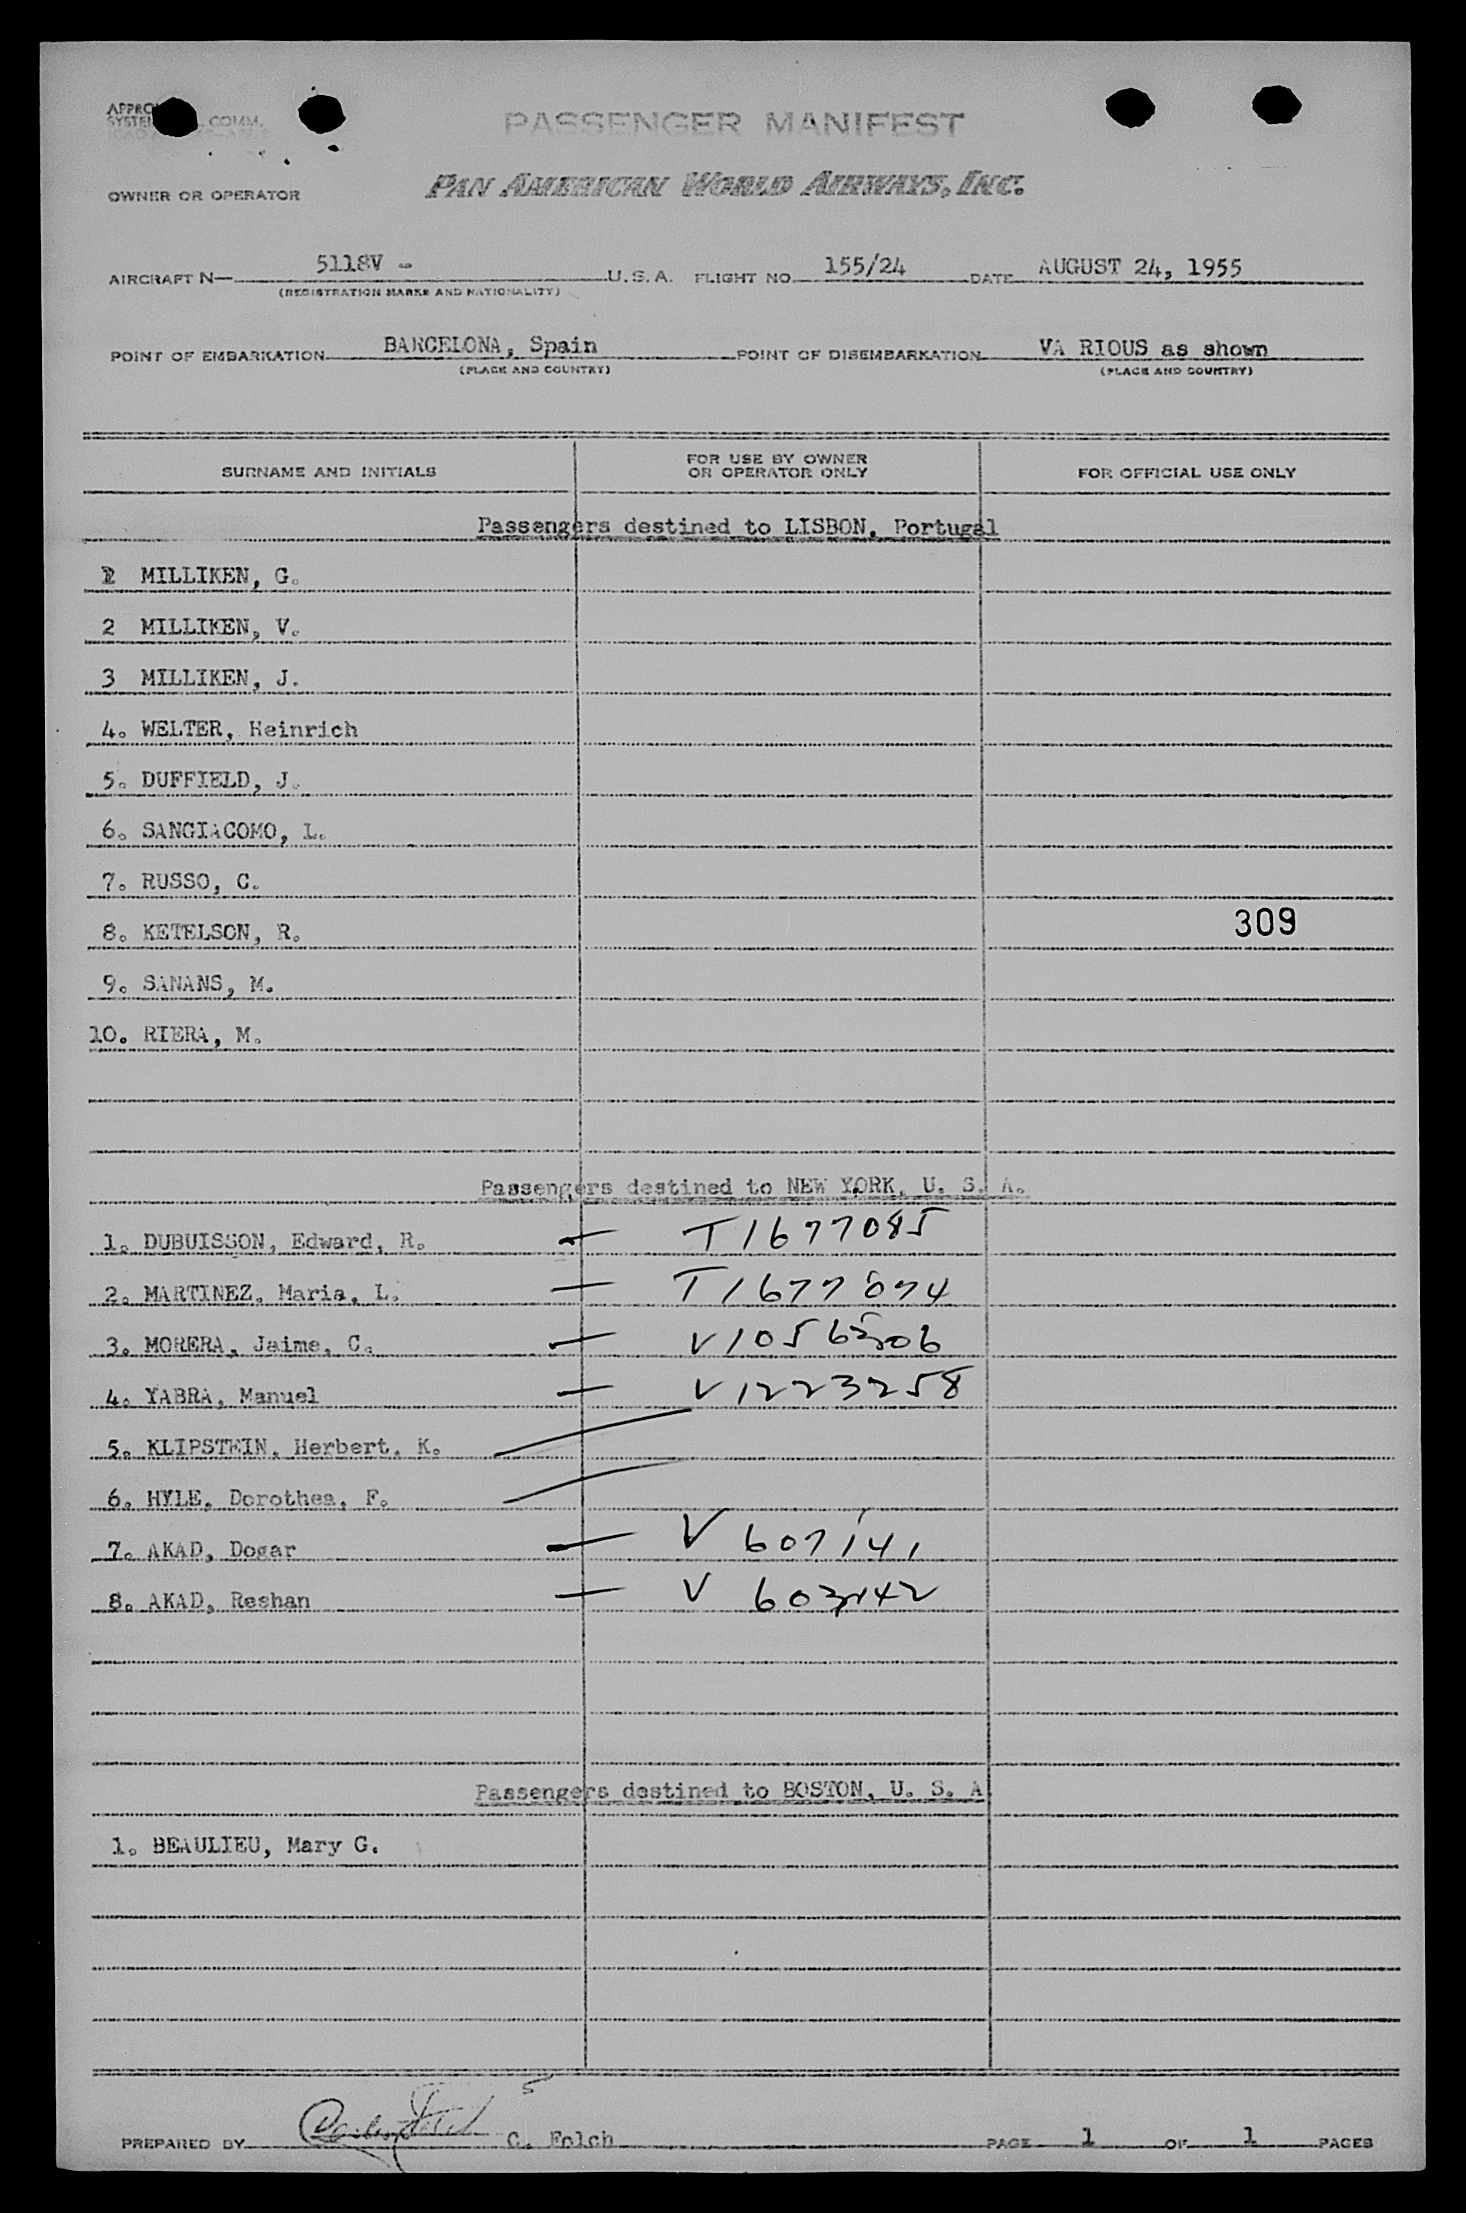 PASSENGER MANIFEST
OWNER OR OPERATOR PAN AMERICAN WORLD AIRWAYS, INC.
AIRCRAFT N— 5118V - U.S.A. FLIGHT NO. 155/24 DATE AUGUST 24, 1955
(REGISTRATION MARKS AND NATIONALITY)
POINT OF EMBARKATION BARCELONA, Spain POINT OF DISEMBARKATION VA RIOUS as shown
(PLACE AND COUNTRY) (PLACE AND COUNTRY)
SURNAME AND INITIALS FOR USE BY OWNER OR OPERATOR ONLY FOR OFFICIAL USE ONLY
Passengers destined to LISBON, Portugal
MILLIKEN, G.
2 MILLIKEN, V.
3 MILLIKEN, J.
4. WELTER, Heinrich
5. DUFFIELD, J.
6. SANGIACOMO, L.
7. RUSSO, C.
8. KETELSON, R. 309
9. SANANS, M.
10. RIERA, M.
Passengers destined to NEW YORK, U. S. A.
1. DUBUISSON, Edward, R. — T1677085
2. MARTINEZ, Maria, L. — T1677074
3. MORERA, Jaime, C. —
4. YABRA, Manuel — V1223258
5. KLIPSTEIN, Herbert, K.
6. HYLE, Dorothea, F.
7. AKAD, Dogar — V 607141
8. AKAD, Reshan — V
Passengers destined to BOSTON, U. S. A
1. BEAULIEU, Mary G.
5
PREPARED BY C. Folch PAGE 1 OF 1 PAGES